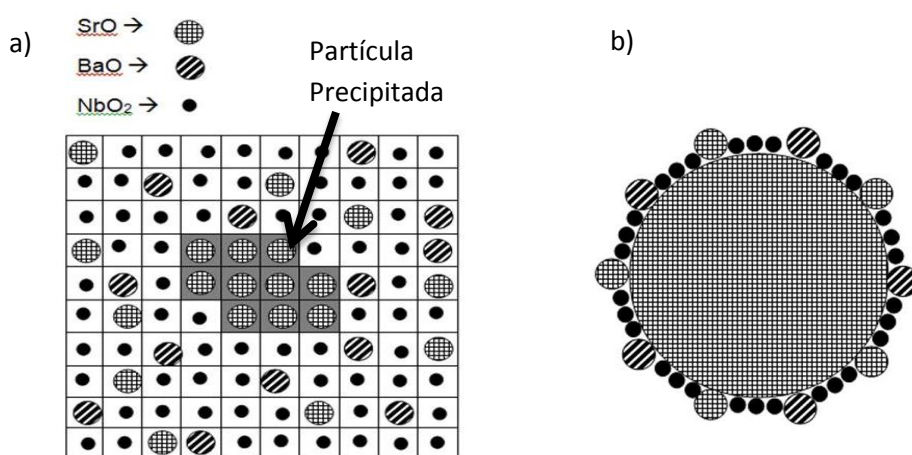 a)
SrO →
BaO →
NbO₂ →
Partícula
Precipitada
b)